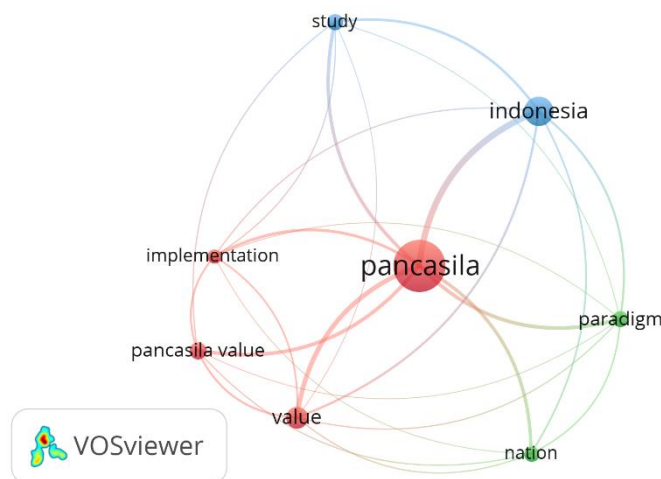 study
indonesia
implementation
pancasila
paradigm
pancasila value
value
VOSviewer
nation